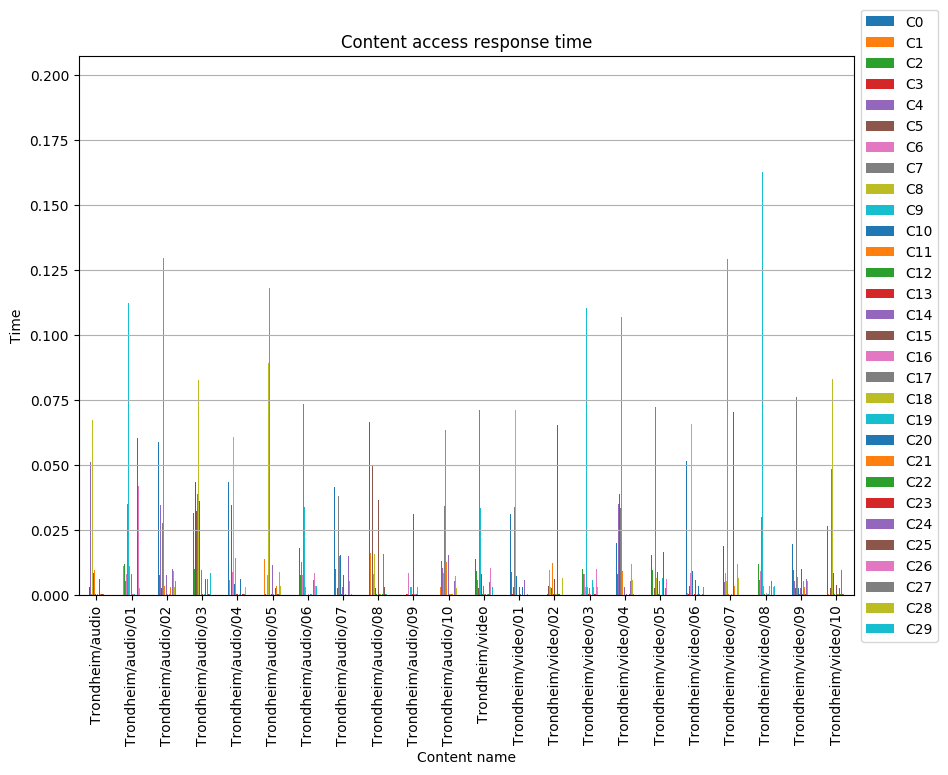 Content access response time
Time
0.200
0.175
0.150
0.125
0.100
0.075
0.050
0.025
0.000
Trondheim/audio
Trondheim/audio/01
Trondheim/audio/02
Trondheim/audio/03
Trondheim/audio/04
Trondheim/audio/05
Trondheim/audio/06
Trondheim/audio/07
Trondheim/audio/08
Trondheim/audio/09
Trondheim/audio/10
Trondheim/video
Trondheim/video/01
Trondheim/video/02
Trondheim/video/03
Trondheim/video/04
Trondheim/video/05
Trondheim/video/06
Trondheim/video/07
Trondheim/video/08
Trondheim/video/09
Trondheim/video/10
Content name
C0
C1
C2
C3
C4
C5
C6
C7
C8
C9
C10
C11
C12
C13
C14
C15
C16
C17
C18
C19
C20
C21
C22
C23
C24
C25
C26
C27
C28
C29